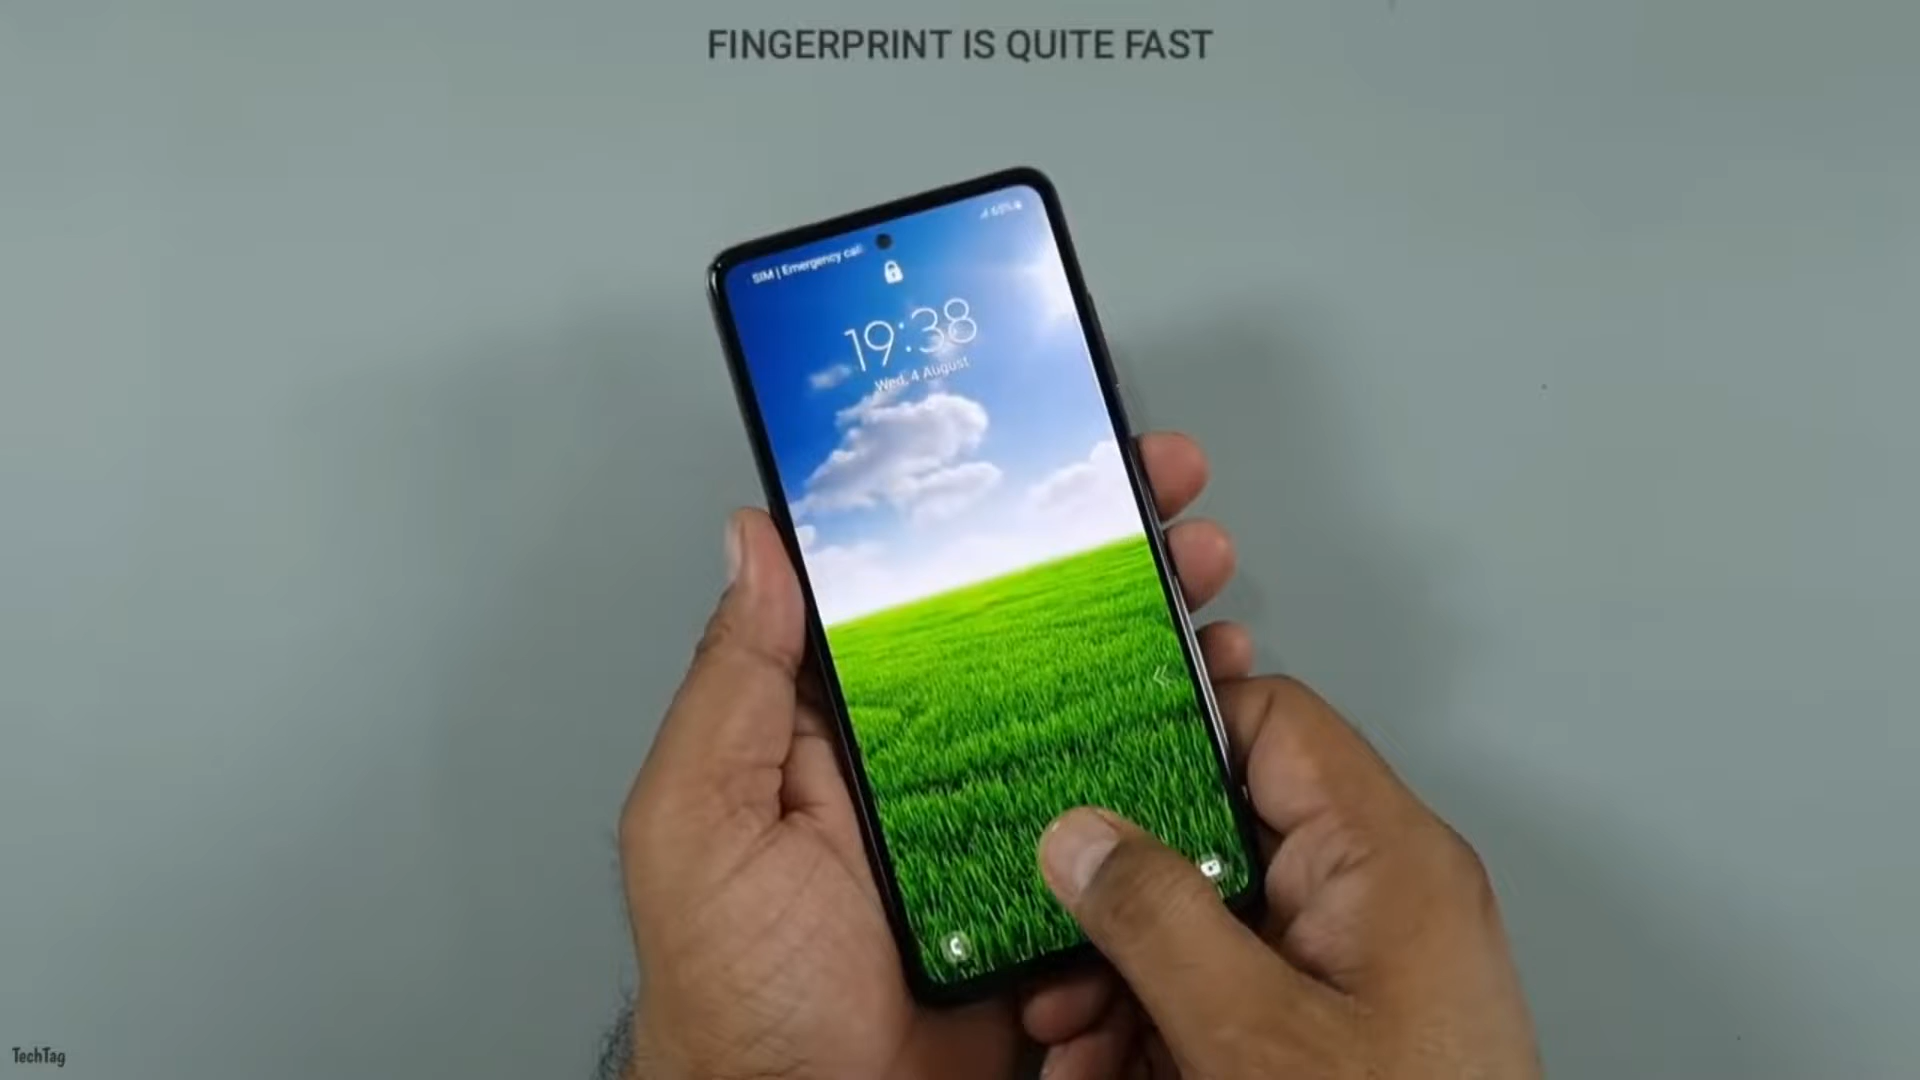 FINGERPRINT IS QUITE FAST
SIM | Emergency call
19:38
Wed, 4 August
TechTag